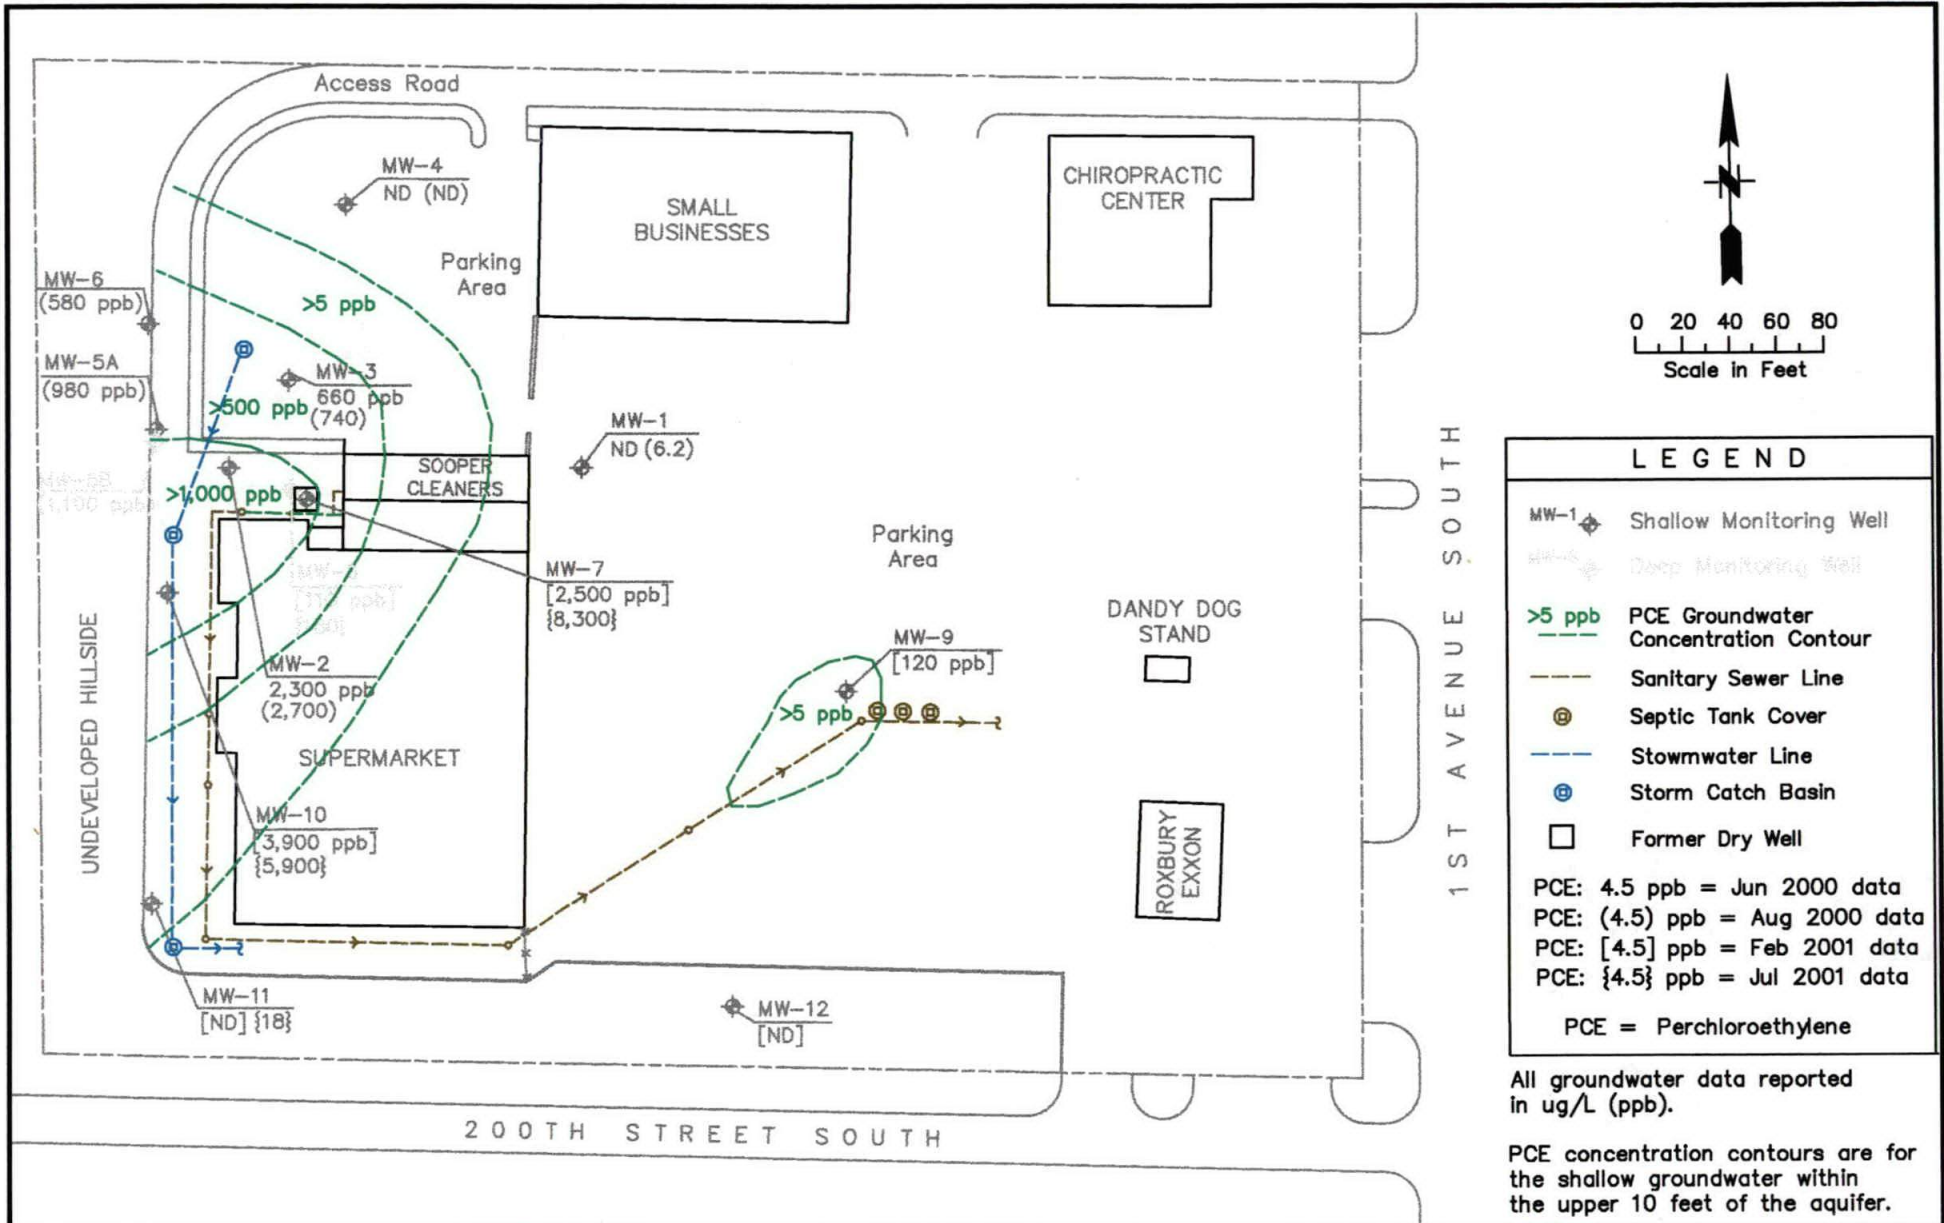 Access Road
MW-4
ND (ND)
SMALL
BUSINESSES
CHIROPRACTIC
CENTER
N
Parking
Area
MW-6
(580 ppb)
>5 ppb
0 20 40 60 80
Scale in Feet
MW-5A
(980 ppb)
MW-3
660 ppb
(740)
>500 ppb
MW-1
ND (6.2)
SOOPER
CLEANERS
MW-5B
(1,100 ppb)
>1,000 ppb
Parking
Area
MW-7
[2,500 ppb]
{8,300}
ppb]
DANDY DOG
STAND
MW-9
[120 ppb]
>5 ppb
MW-2
2,300 ppb
(2,700)
SUPERMARKET
UNDEVELOPED HILLSIDE
MW-10
[3,900 ppb]
{5,900}
ROXBURY
EXXON
1ST AVENUE SOUTH
MW-11
[ND] {18}
MW-12
[ND]
200TH STREET SOUTH
LEGEND
MW-1 Shallow Monitoring Well
Deep Monitoring Well
>5 ppb PCE Groundwater
Concentration Contour
Sanitary Sewer Line
Septic Tank Cover
Stowmwater Line
Storm Catch Basin
Former Dry Well
PCE: 4.5 ppb = Jun 2000 data
PCE: (4.5) ppb = Aug 2000 data
PCE: [4.5] ppb = Feb 2001 data
PCE: {4.5} ppb = Jul 2001 data
PCE = Perchloroethylene
All groundwater data reported
in ug/L (ppb).
PCE concentration contours are for
the shallow groundwater within
the upper 10 feet of the aquifer.